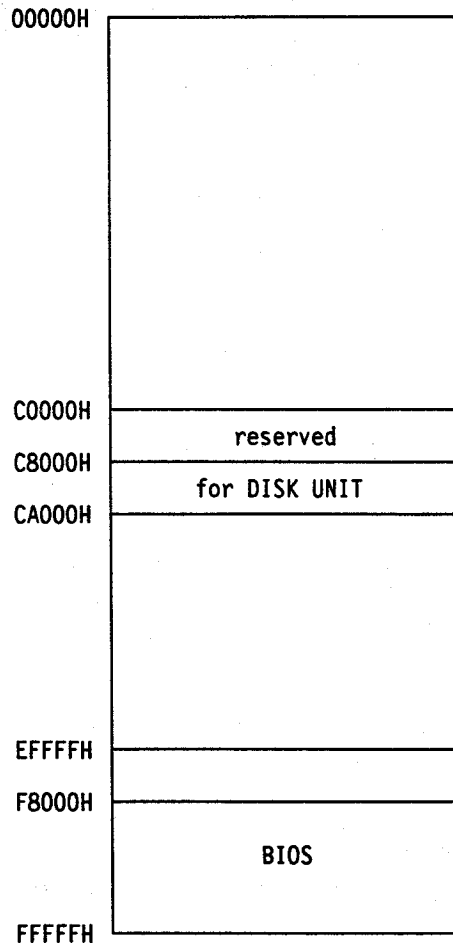 00000H
C0000H
reserved
C8000H
for DISK UNIT
CA000H
EFFFFH
F8000H
BIOS
FFFFFH